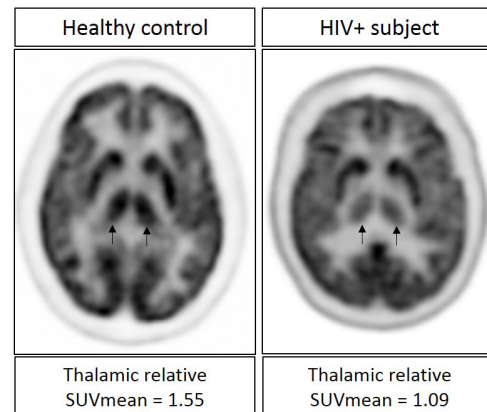 Healthy control
HIV+ subject
Thalamic relative
SUVmean = 1.55
Thalamic relative
SUVmean = 1.09